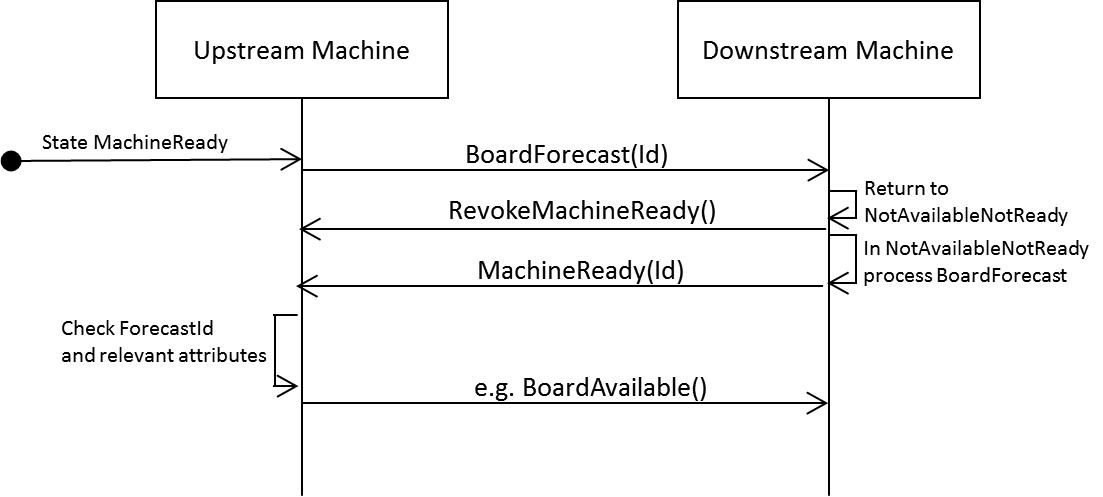 Upstream Machine
Downstream Machine
State MachineReady
BoardForecast(Id)
Return to
NotAvailableNotReady
RevokeMachineReady()
In NotAvailableNotReady
process BoardForecast
MachineReady(Id)
Check ForecastId
and relevant attributes
e.g. BoardAvailable()